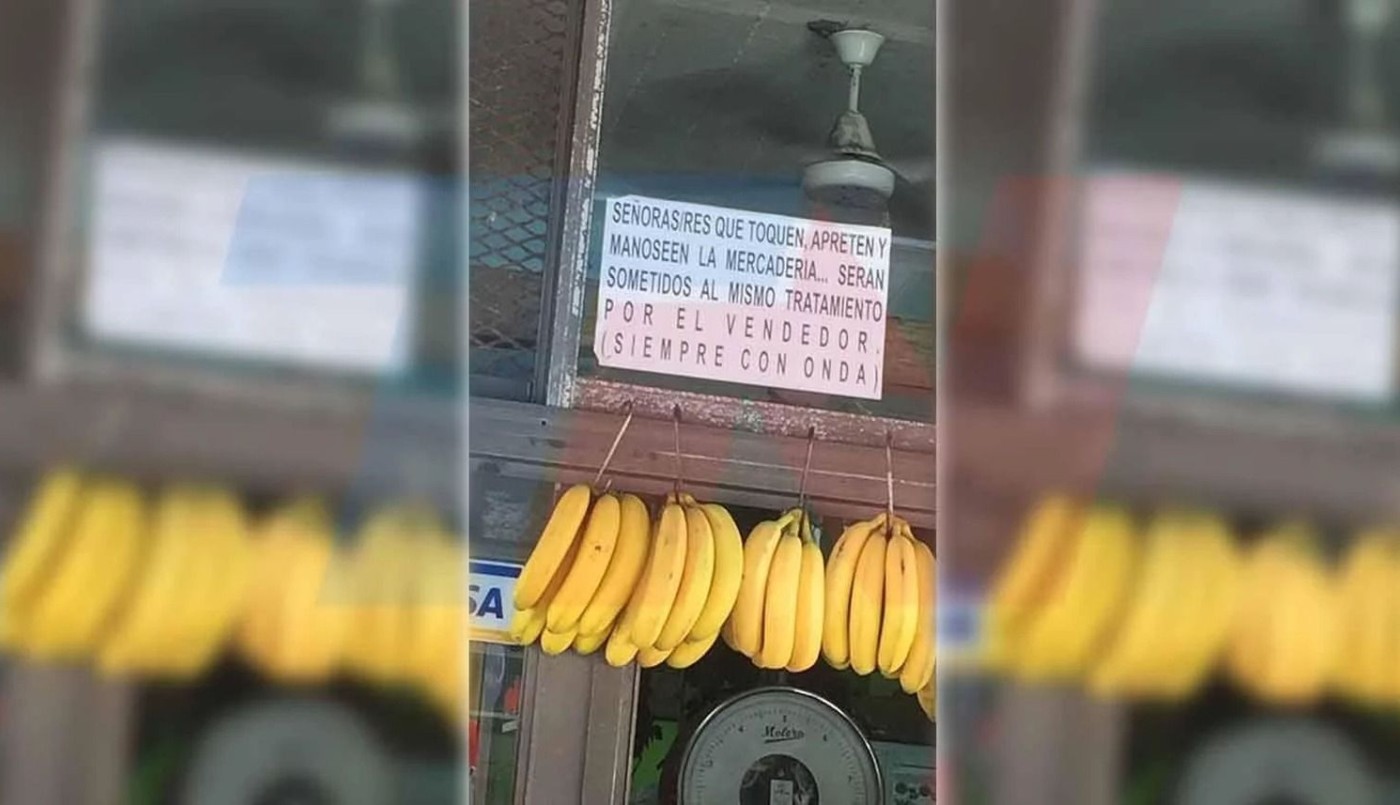 SEÑORAS/RES QUE TOQUEN, APRETEN Y
MANOSEEN LA MERCADERIA... SERAN
SOMETIDOS AL MISMO TRATAMIENTO
POR EL VENDEDOR.
(SIEMPRE CON ONDA)
SA
Molero